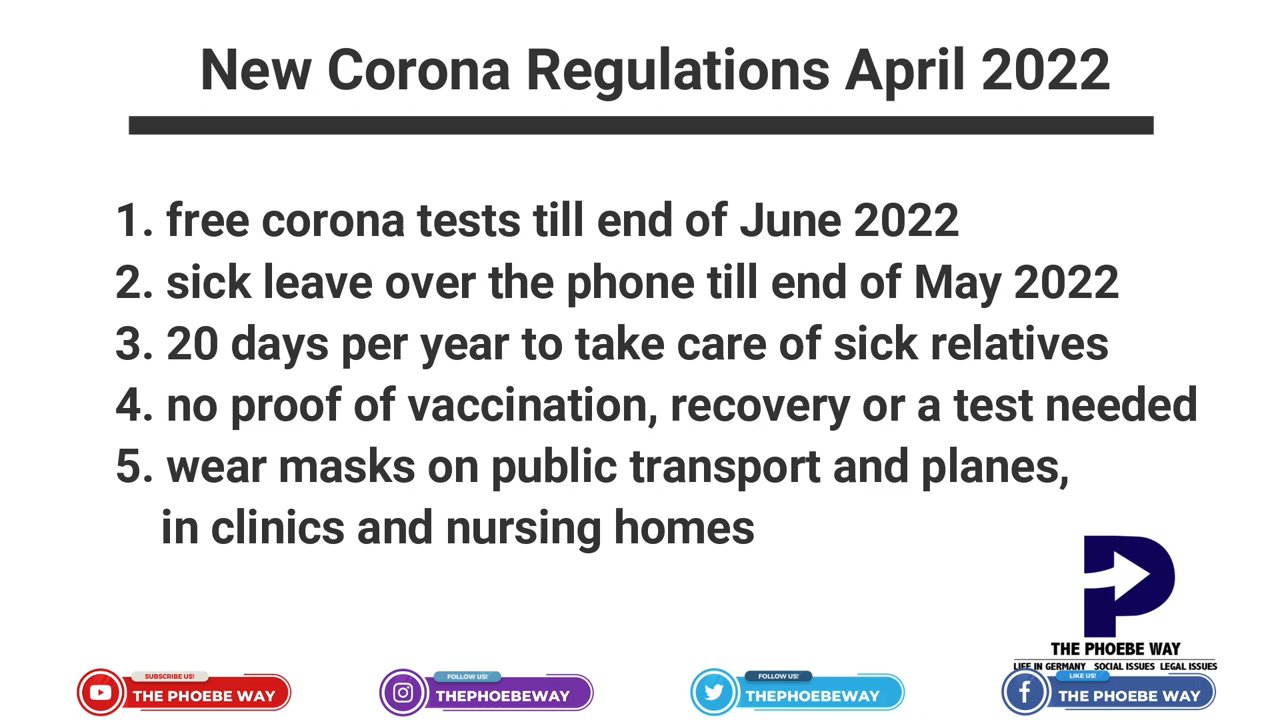 New Corona Regulations April 2022
1. free corona tests till end of June 2022
2. sick leave over the phone till end of May 2022
3. 20 days per year to take care of sick relatives
4. no proof of vaccination, recovery or a test needed
5. wear masks on public transport and planes,
in clinics and nursing homes
THE PHOEBE WAY
LIFE IN GERMANY SOCIAL ISSUES LEGAL ISSUES
SUBSCRIBE US!
THE PHOEBE WAY
FOLLOW US!
THEPHOEBEWAY
FOLLOW US!
THEPHOEBEWAY
LIKE US!
THE PHOEBE WAY